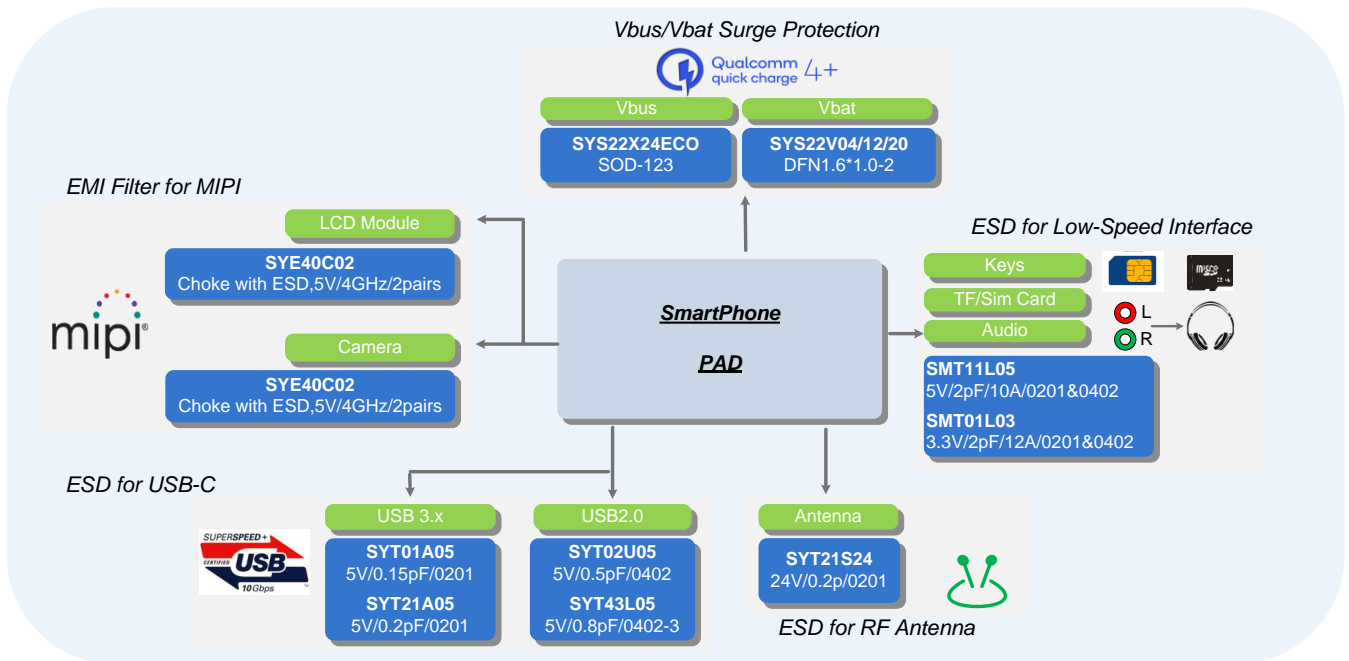 Vbus/Vbat Surge Protection
Qualcomm
quick charge 4+
Vbus
Vbat
SYS22X24ECO
SOD-123
SYS22V04/12/20
DFN1.6*1.0-2
EMI Filter for MIPI
LCD Module
SYE40C02
Choke with ESD,5V/4GHz/2pairs
mipi®
Camera
SYE40C02
Choke with ESD,5V/4GHz/2pairs
SmartPhone
PAD
ESD for Low-Speed Interface
Keys
TF/Sim Card
Audio
micro
L
R
SMT11L05
5V/2pF/10A/0201&0402
SMT01L03
3.3V/2pF/12A/0201&0402
ESD for USB-C
SUPERSPEED+
CERTIFIED USB
10Gbps
USB 3.x
SYT01A05
5V/0.15pF/0201
SYT21A05
5V/0.2pF/0201
USB2.0
SYT02U05
5V/0.5pF/0402
SYT43L05
5V/0.8pF/0402-3
Antenna
SYT21S24
24V/0.2p/0201
ESD for RF Antenna